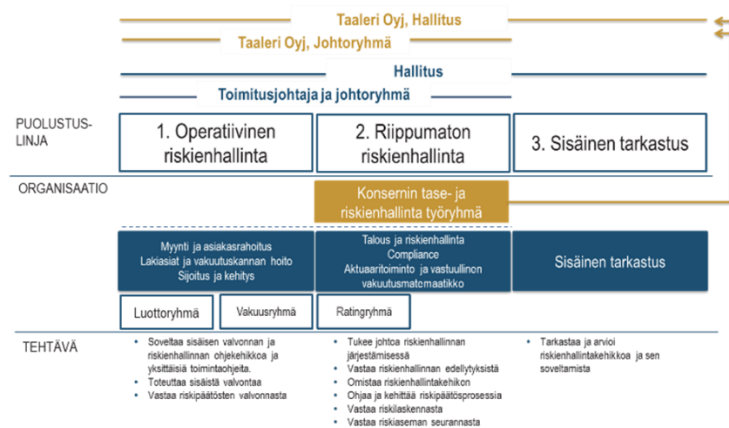 Taaleri Oyj, Hallitus
Taaleri Oyj, Johtoryhmä
Hallitus
Toimitusjohtaja ja johtoryhmä
PUOLUSTUS-
LINJA
1. Operatiivinen
riskienhallinta
2. Riippumaton
riskienhallinta
3. Sisäinen tarkastus
ORGANISAATIO
Konsernin tase- ja
riskienhallinta työryhmä
Myynti ja asiakasrahoitus
Lakiasiat ja vakuutuskannan hoito
Sijoitus ja kehitys
Talous ja riskienhallinta
Compliance
Aktuaaritoiminto ja vastuullinen
vakuutusmatemaatikko
Sisäinen tarkastus
Luottoryhmä
Vakuusryhmä
Ratingryhmä
TEHTÄVÄ
• Soveltaa sisäisen valvonnan ja
riskienhallinnan ohjekehikkoa ja
yksittäisiä toimintaohjeita.
• Toteuttaa sisäistä valvontaa
• Vastaa riskipäätösten valvonnasta
• Tukee johtoa riskienhallinnan
järjestämisessä
• Vastaa riskienhallinnan edellytyksistä
• Omistaa riskienhallintakehikon
• Ohjaa ja kehittää riskipäätösprosessia
• Vastaa riskilaskennasta
• Vastaa riskiaseman seurannasta
• Tarkastaa ja arvioi
riskienhallintakehikkoa ja sen
soveltamista